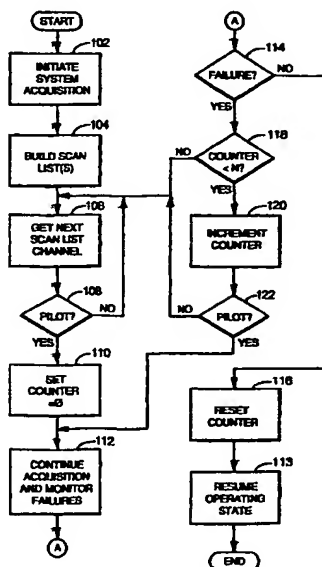 START
102
INITIATE
SYSTEM
ACQUISITION
104
BUILD SCAN
LIST(S)
GET NEXT
SCAN LIST
CHANNEL
108
PILOT?
NO
YES
110
SET
COUNTER
=Ø
112
CONTINUE
ACQUISITION
AND MONITOR
FAILURES
A
A
114
FAILURE?
NO
YES
118
COUNTER
< N?
NO
YES
120
INCREMENT
COUNTER
122
PILOT?
NO
YES
116
RESET
COUNTER
113
RESUME
OPERATING
STATE
END